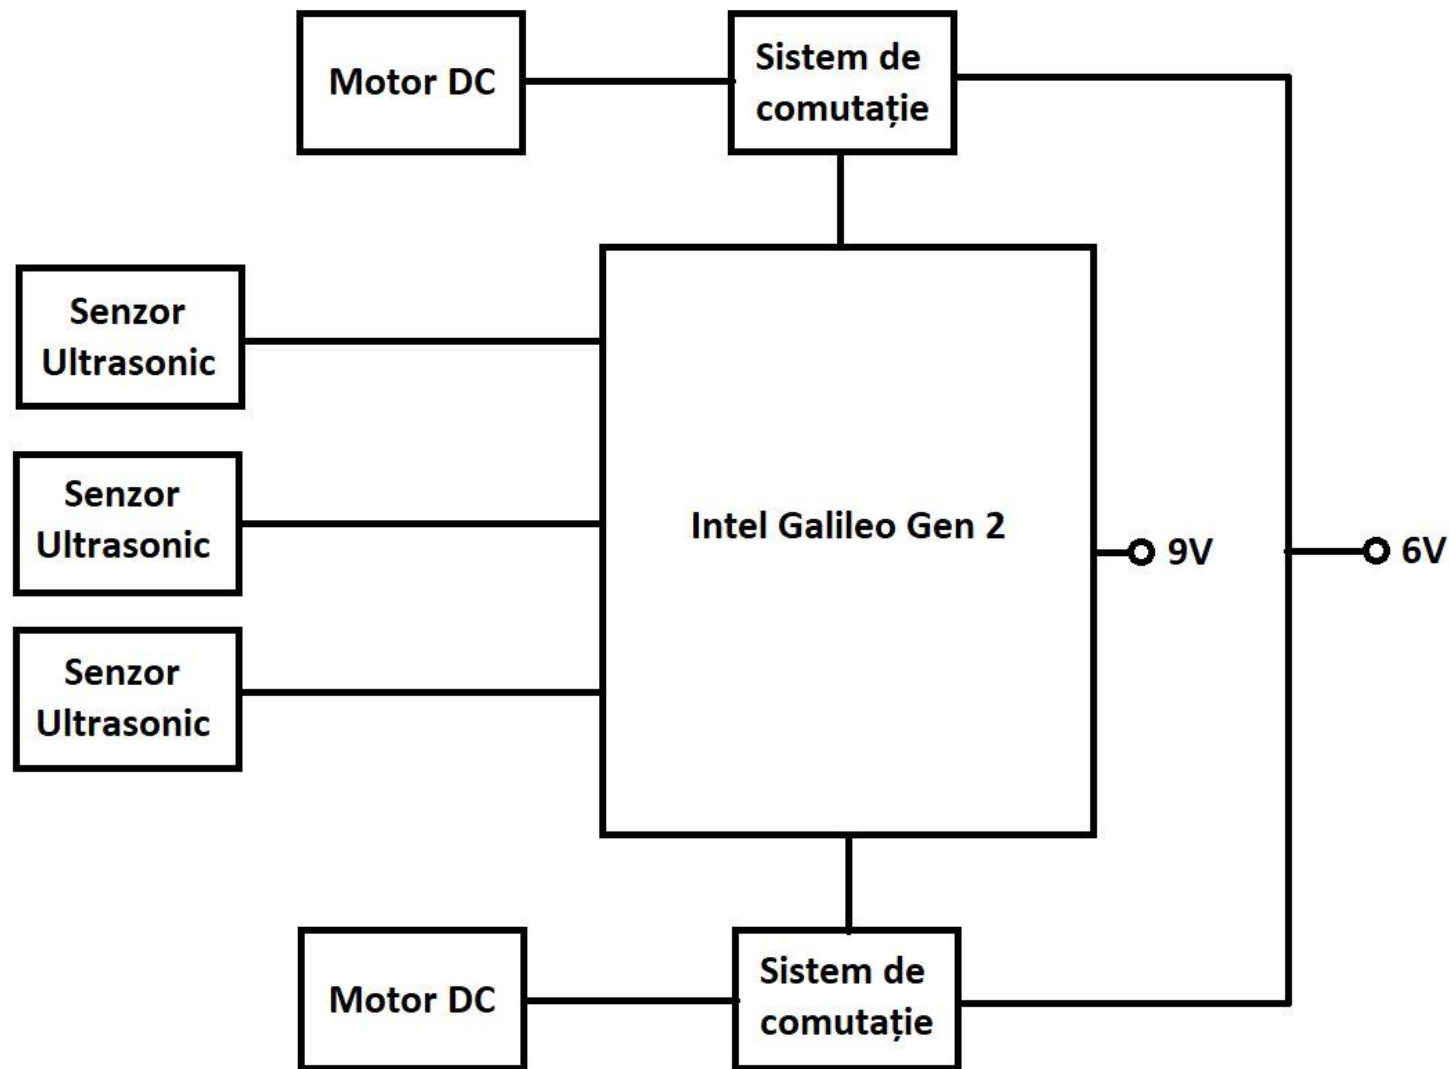 Motor DC
Sistem de
comutație
Senzor
Ultrasonic
Senzor
Ultrasonic
Intel Galileo Gen 2
9V
6V
Senzor
Ultrasonic
Motor DC
Sistem de
comutație